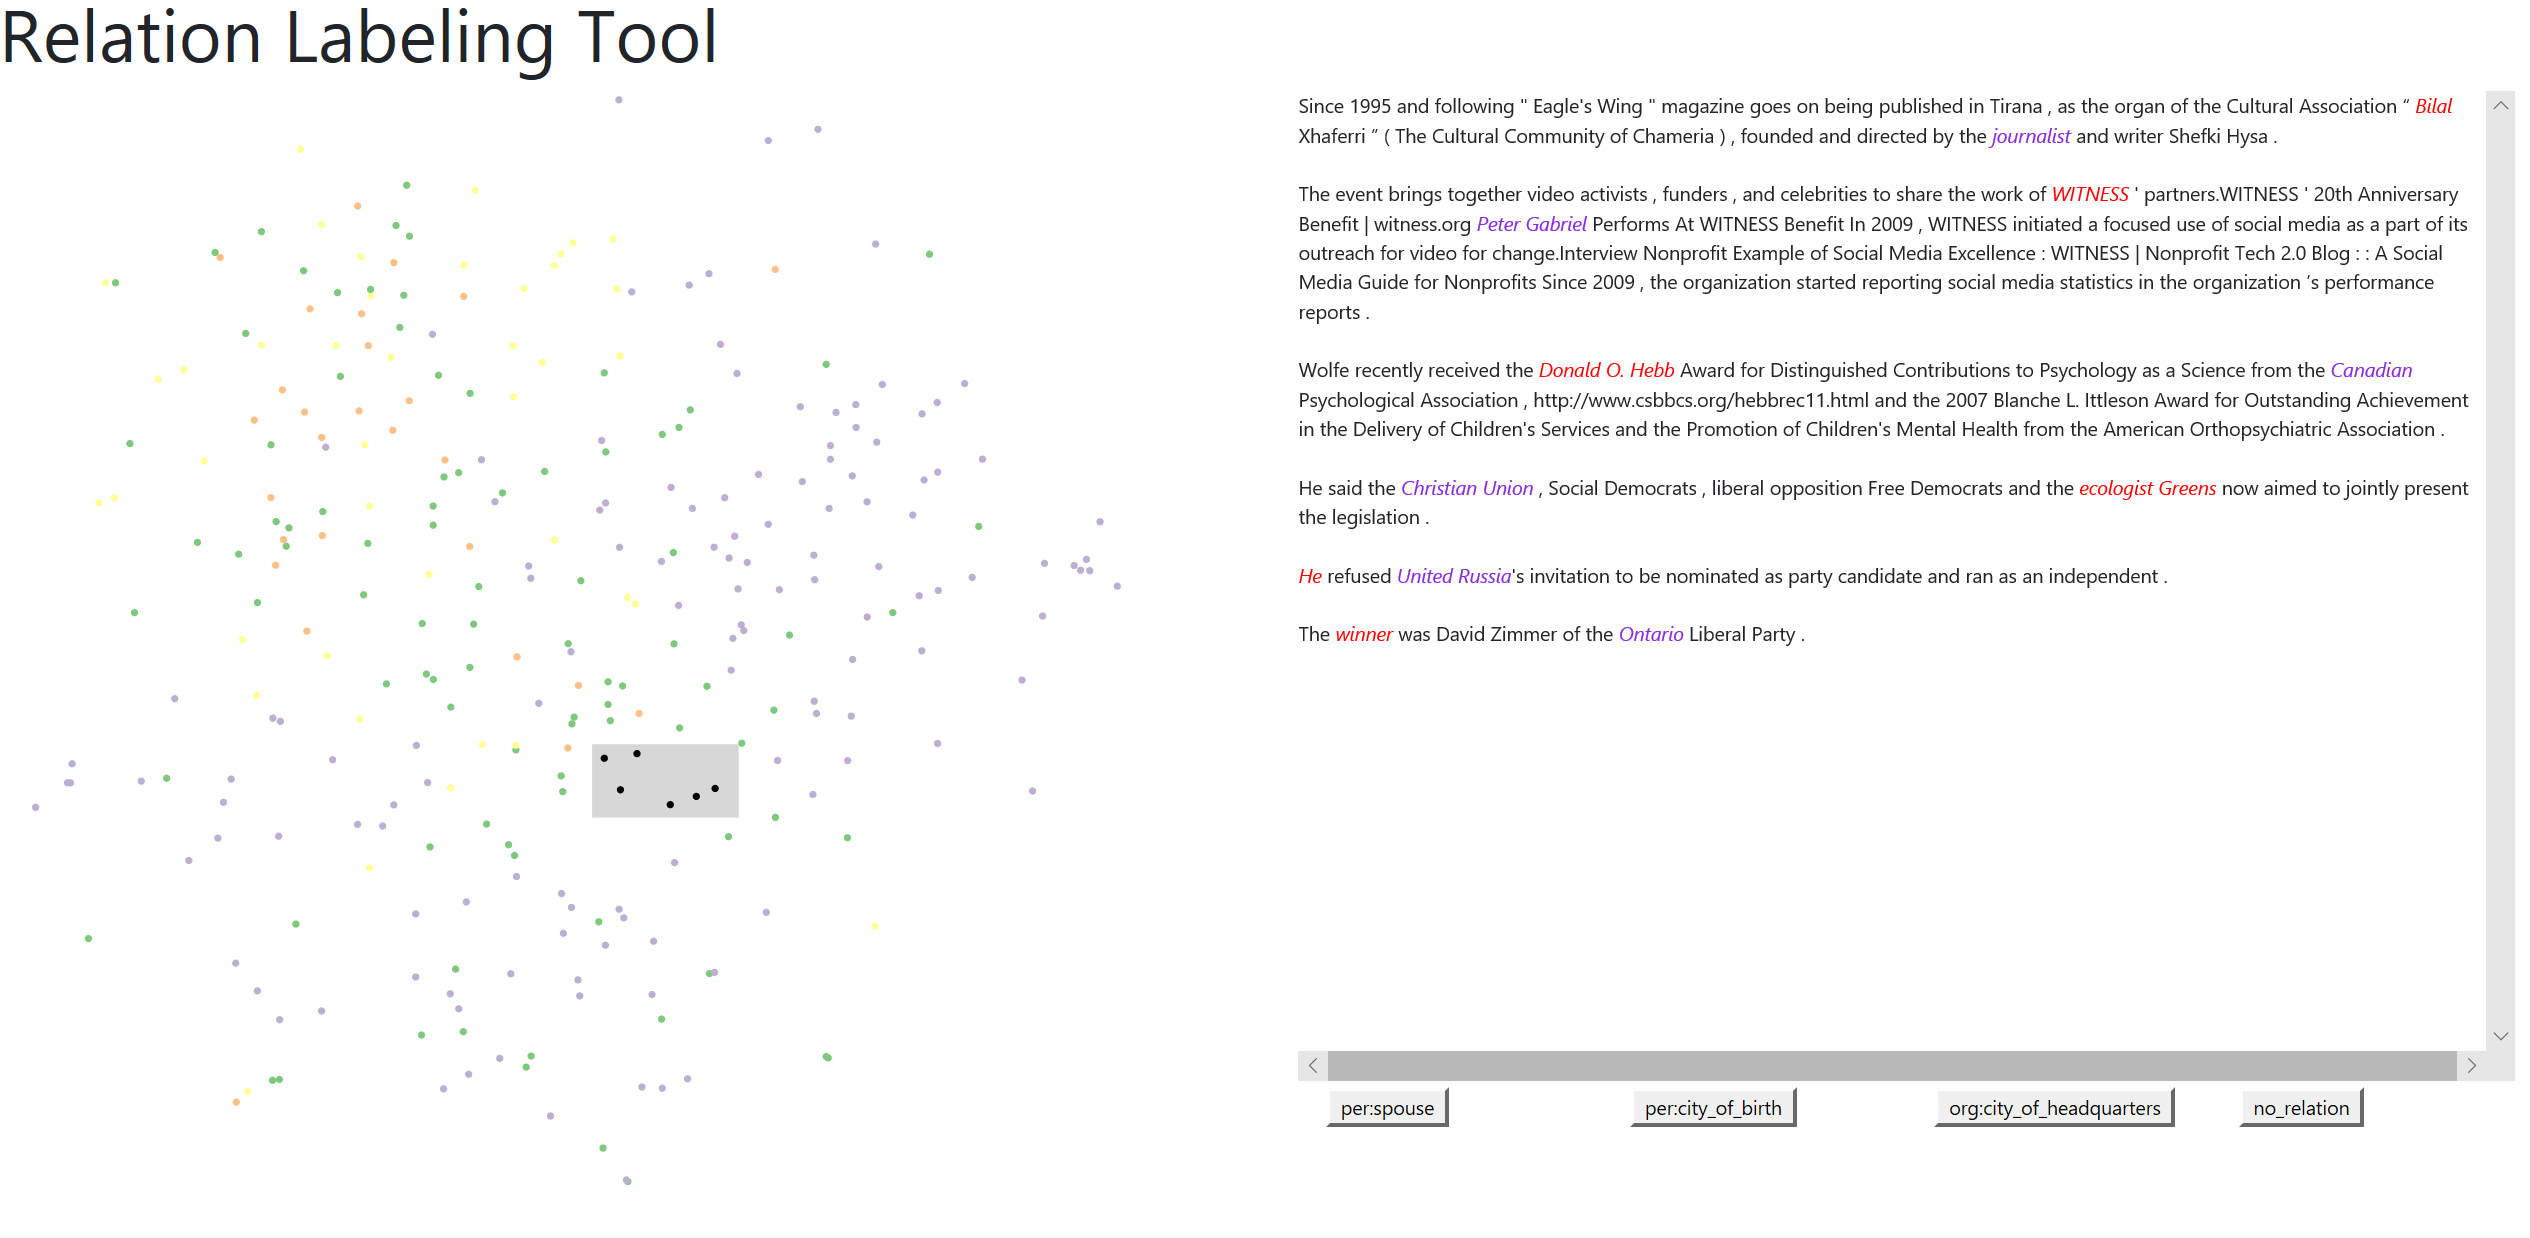 Relation Labeling Tool
Since 1995 and following " Eagle's Wing " magazine goes on being published in Tirana , as the organ of the Cultural Association “ Bilal
Xhaferri ” ( The Cultural Community of Chameria ) , founded and directed by the journalist and writer Shefki Hysa .
The event brings together video activists , funders , and celebrities to share the work of WITNESS ' partners.WITNESS ' 20th Anniversary
Benefit | witness.org Peter Gabriel Performs At WITNESS Benefit In 2009 , WITNESS initiated a focused use of social media as a part of its
outreach for video for change.Interview Nonprofit Example of Social Media Excellence : WITNESS | Nonprofit Tech 2.0 Blog : : A Social
Media Guide for Nonprofits Since 2009 , the organization started reporting social media statistics in the organization ’s performance
reports .
Wolfe recently received the Donald O. Hebb Award for Distinguished Contributions to Psychology as a Science from the Canadian
Psychological Association , http://www.csbbcs.org/hebbrec11.html and the 2007 Blanche L. Ittleson Award for Outstanding Achievement
in the Delivery of Children's Services and the Promotion of Children's Mental Health from the American Orthopsychiatric Association .
He said the Christian Union , Social Democrats , liberal opposition Free Democrats and the ecologist Greens now aimed to jointly present
the legislation .
He refused United Russia's invitation to be nominated as party candidate and ran as an independent .
The winner was David Zimmer of the Ontario Liberal Party .
per:spouse per:city_of_birth org:city_of_headquarters no_relation